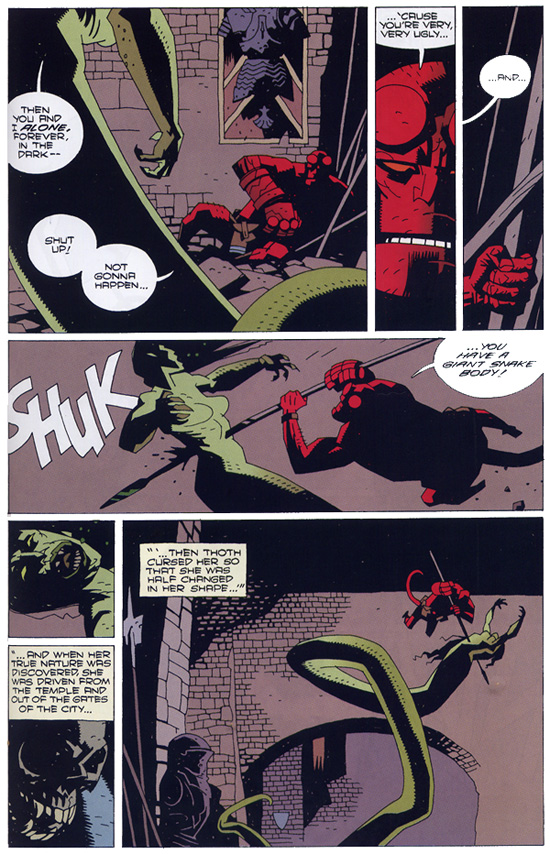 THEN
YOU AND
I ALONE,
FOREVER,
IN THE
DARK--
SHUT
UP!
NOT
GONNA
HAPPEN...
...'CAUSE
YOU'RE VERY,
VERY UGLY...
...AND...
...YOU
HAVE A
GIANT SNAKE
BODY!
SHUK
"'...THEN THOTH
CURSED HER SO
THAT SHE WAS
HALF CHANGED
IN HER SHAPE...'"
"...AND WHEN HER
TRUE NATURE WAS
DISCOVERED, SHE
WAS DRIVEN FROM
THE TEMPLE AND
OUT OF THE GATES
OF THE CITY...